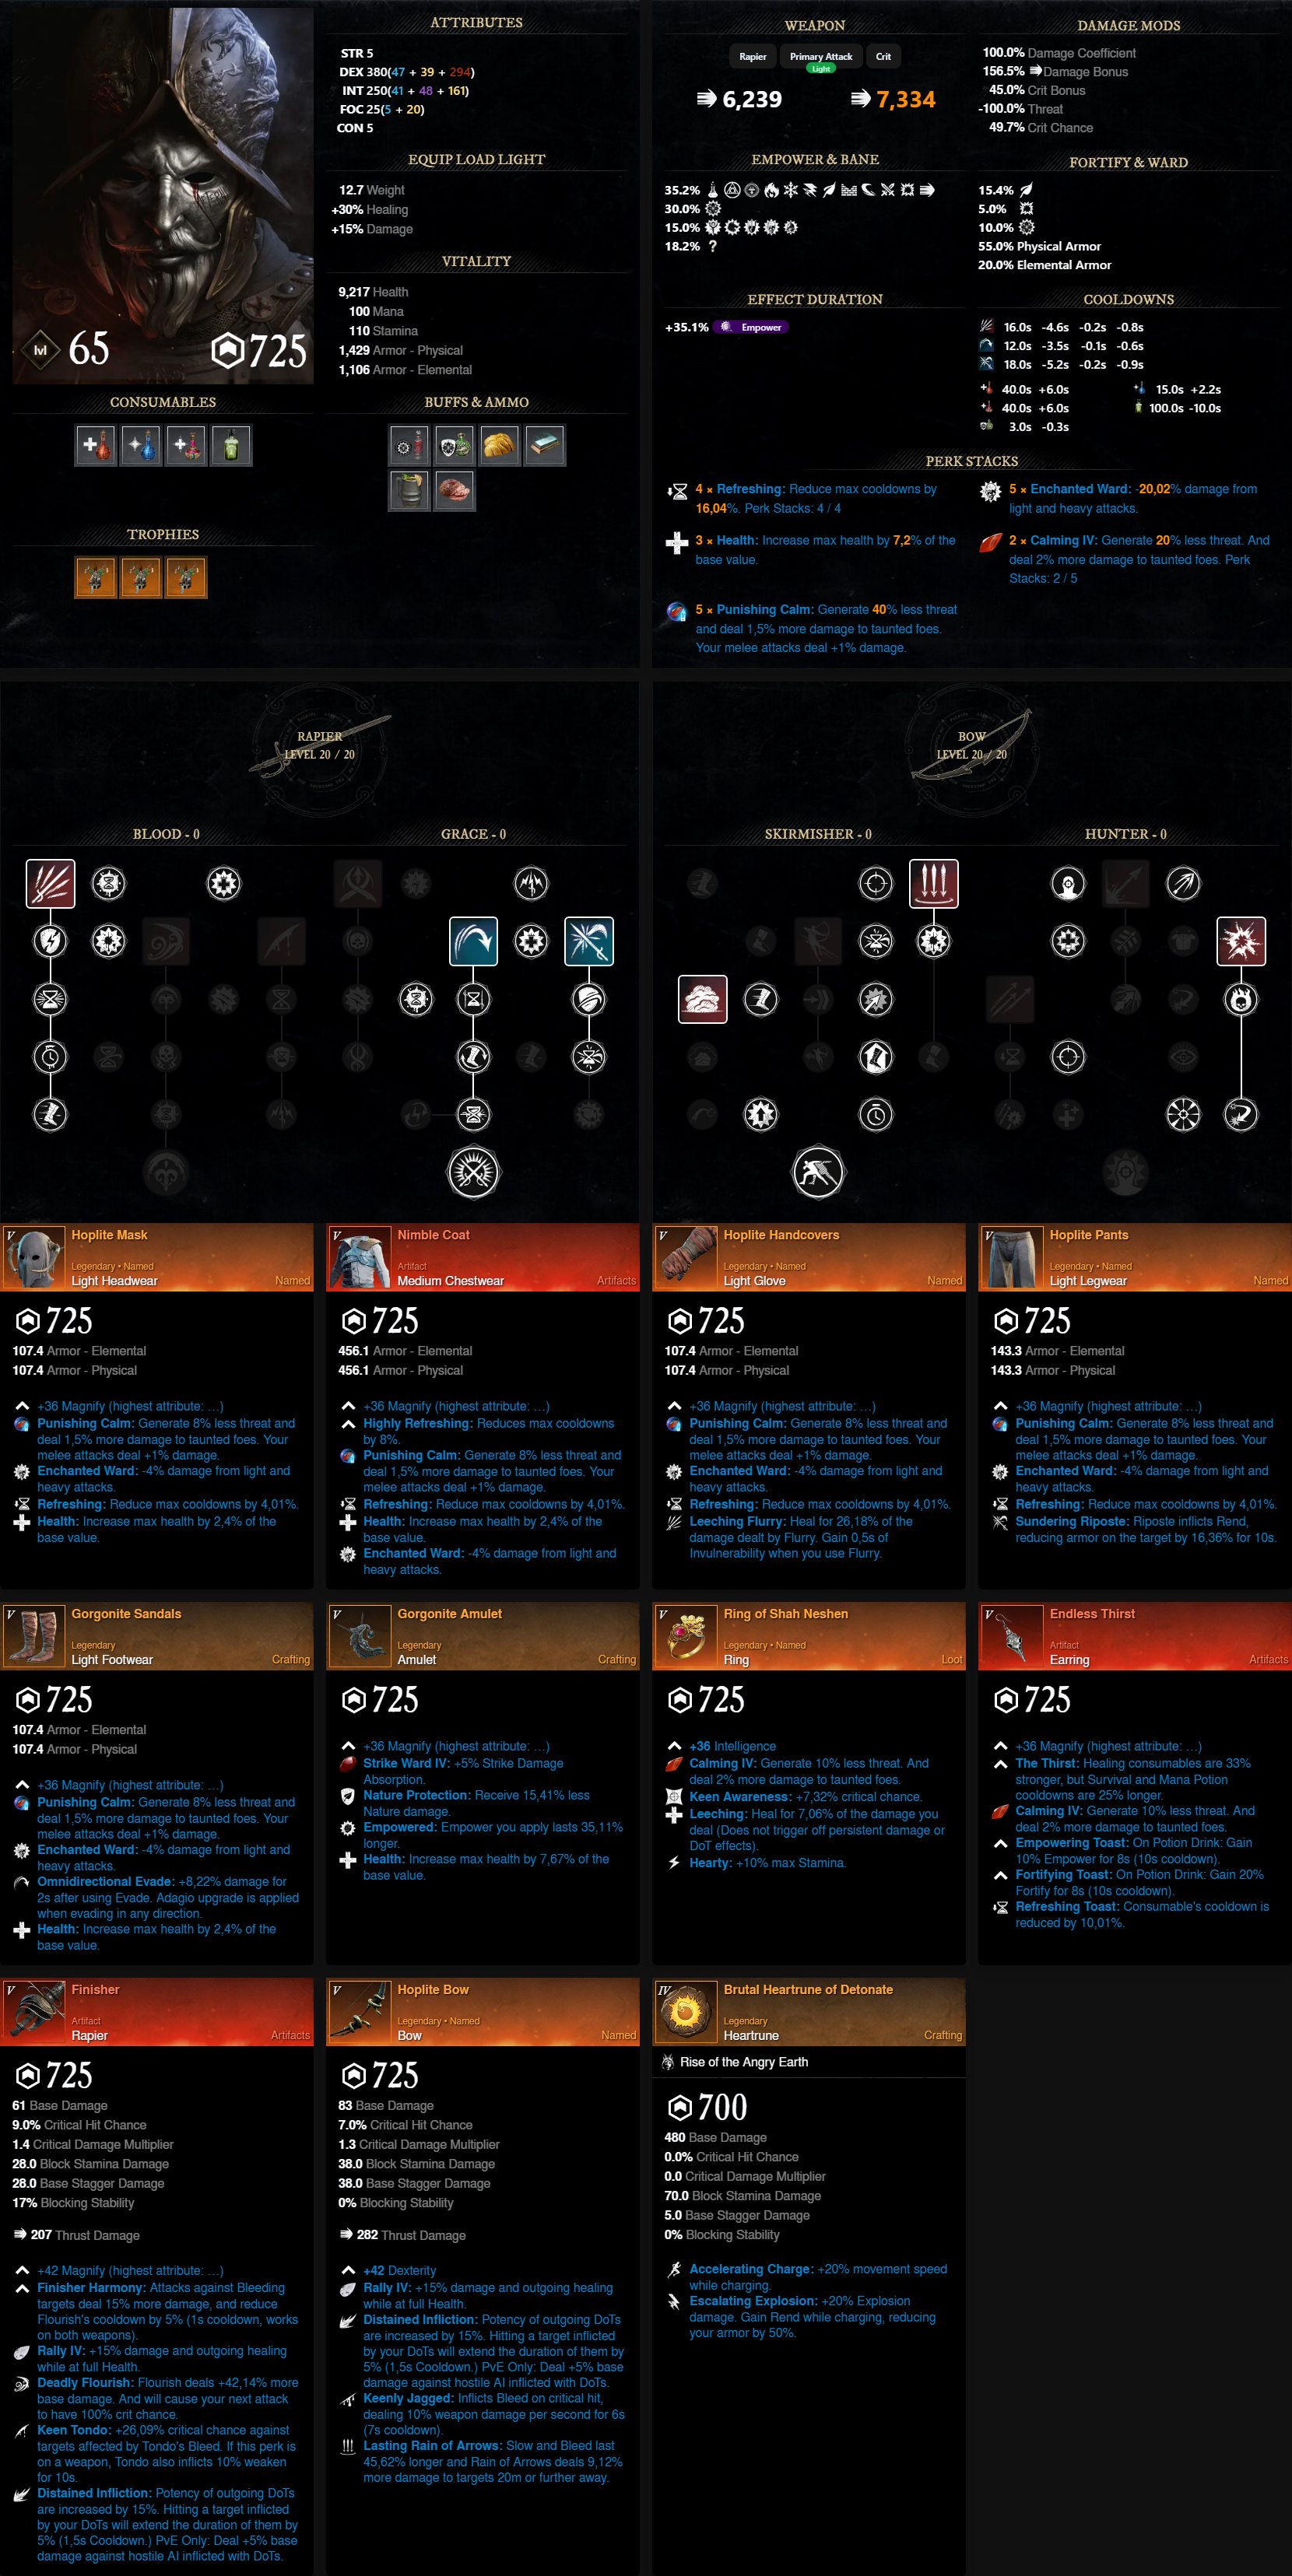 ATTRIBUTES
STR 5
DEX 380(47 + 39 + 294)
INT 250(41 + 48 + 161)
FOC 25(5 + 20)
CON 5
EQUIP LOAD LIGHT
12.7 Weight
+30% Healing
+15% Damage
VITALITY
9,217 Health
100 Mana
110 Stamina
1,429 Armor - Physical
1,106 Armor - Elemental
lvl 65
725
CONSUMABLES
BUFFS & AMMO
TROPHIES
WEAPON
Rapier Primary Attack Crit
Light
6,239 7,334
DAMAGE MODS
100.0% Damage Coefficient
156.5% Damage Bonus
45.0% Crit Bonus
-100.0% Threat
49.7% Crit Chance
EMPOWER & BANE
35.2%
30.0%
15.0%
18.2% ?
FORTIFY & WARD
15.4%
5.0%
10.0%
55.0% Physical Armor
20.0% Elemental Armor
EFFECT DURATION
+35.1% Empower
COOLDOWNS
16.0s -4.6s -0.2s -0.8s
12.0s -3.5s -0.1s -0.6s
18.0s -5.2s -0.2s -0.9s
40.0s +6.0s 15.0s +2.2s
40.0s +6.0s 100.0s -10.0s
3.0s -0.3s
PERK STACKS
4 × Refreshing: Reduce max cooldowns by
16,04%. Perk Stacks: 4 / 4
5 × Enchanted Ward: -20,02% damage from
light and heavy attacks.
3 × Health: Increase max health by 7,2% of the
base value.
2 × Calming IV: Generate 20% less threat. And
deal 2% more damage to taunted foes. Perk
Stacks: 2 / 5
5 × Punishing Calm: Generate 40% less threat
and deal 1,5% more damage to taunted foes.
Your melee attacks deal +1% damage.
RAPIER
LEVEL 20 / 20
BLOOD - 0
GRACE - 0
BOW
LEVEL 20 / 20
SKIRMISHER - 0
HUNTER - 0
V
Hoplite Mask
Legendary • Named
Light Headwear
Named
725
107.4 Armor - Elemental
107.4 Armor - Physical
+36 Magnify (highest attribute: …)
Punishing Calm: Generate 8% less threat and
deal 1,5% more damage to taunted foes. Your
melee attacks deal +1% damage.
Enchanted Ward: -4% damage from light and
heavy attacks.
Refreshing: Reduce max cooldowns by 4,01%.
Health: Increase max health by 2,4% of the
base value.
V
Nimble Coat
Artifact
Medium Chestwear
Artifacts
725
456.1 Armor - Elemental
456.1 Armor - Physical
+36 Magnify (highest attribute: …)
Highly Refreshing: Reduces max cooldowns
by 8%.
Punishing Calm: Generate 8% less threat and
deal 1,5% more damage to taunted foes. Your
melee attacks deal +1% damage.
Refreshing: Reduce max cooldowns by 4,01%.
Health: Increase max health by 2,4% of the
base value.
Enchanted Ward: -4% damage from light and
heavy attacks.
V
Hoplite Handcovers
Legendary • Named
Light Glove
Named
725
107.4 Armor - Elemental
107.4 Armor - Physical
+36 Magnify (highest attribute: …)
Punishing Calm: Generate 8% less threat and
deal 1,5% more damage to taunted foes. Your
melee attacks deal +1% damage.
Enchanted Ward: -4% damage from light and
heavy attacks.
Refreshing: Reduce max cooldowns by 4,01%.
Leeching Flurry: Heal for 26,18% of the
damage dealt by Flurry. Gain 0,5s of
Invulnerability when you use Flurry.
V
Hoplite Pants
Legendary • Named
Light Legwear
Named
725
143.3 Armor - Elemental
143.3 Armor - Physical
+36 Magnify (highest attribute: …)
Punishing Calm: Generate 8% less threat and
deal 1,5% more damage to taunted foes. Your
melee attacks deal +1% damage.
Enchanted Ward: -4% damage from light and
heavy attacks.
Refreshing: Reduce max cooldowns by 4,01%.
Sundering Riposte: Riposte inflicts Rend,
reducing armor on the target by 16,36% for 10s.
V
Gorgonite Sandals
Legendary
Light Footwear
Crafting
725
107.4 Armor - Elemental
107.4 Armor - Physical
+36 Magnify (highest attribute: …)
Punishing Calm: Generate 8% less threat and
deal 1,5% more damage to taunted foes. Your
melee attacks deal +1% damage.
Enchanted Ward: -4% damage from light and
heavy attacks.
Omnidirectional Evade: +8,22% damage for
2s after using Evade. Adagio upgrade is applied
when evading in any direction.
Health: Increase max health by 2,4% of the
base value.
V
Gorgonite Amulet
Legendary
Amulet
Crafting
725
+36 Magnify (highest attribute: …)
Strike Ward IV: +5% Strike Damage
Absorption.
Nature Protection: Receive 15,41% less
Nature damage.
Empowered: Empower you apply lasts 35,11%
longer.
Health: Increase max health by 7,67% of the
base value.
V
Ring of Shah Neshen
Legendary • Named
Ring
Loot
725
+36 Intelligence
Calming IV: Generate 10% less threat. And
deal 2% more damage to taunted foes.
Keen Awareness: +7,32% critical chance.
Leeching: Heal for 7,06% of the damage you
deal (Does not trigger off persistent damage or
DoT effects).
Hearty: +10% max Stamina.
V
Endless Thirst
Artifact
Earring
Artifacts
725
+36 Magnify (highest attribute: …)
The Thirst: Healing consumables are 33%
stronger, but Survival and Mana Potion
cooldowns are 25% longer.
Calming IV: Generate 10% less threat. And
deal 2% more damage to taunted foes.
Empowering Toast: On Potion Drink: Gain
10% Empower for 8s (10s cooldown).
Fortifying Toast: On Potion Drink: Gain 20%
Fortify for 8s (10s cooldown).
Refreshing Toast: Consumable's cooldown is
reduced by 10,01%.
V
Finisher
Artifact
Rapier
Artifacts
725
61 Base Damage
9.0% Critical Hit Chance
1.4 Critical Damage Multiplier
28.0 Block Stamina Damage
28.0 Base Stagger Damage
17% Blocking Stability
207 Thrust Damage
+42 Magnify (highest attribute: …)
Finisher Harmony: Attacks against Bleeding
targets deal 15% more damage, and reduce
Flourish's cooldown by 5% (1s cooldown, works
on both weapons).
Rally IV: +15% damage and outgoing healing
while at full Health.
Deadly Flourish: Flourish deals +42,14% more
base damage. And will cause your next attack
to have 100% crit chance.
Keen Tondo: +26,09% critical chance against
targets affected by Tondo's Bleed. If this perk is
on a weapon, Tondo also inflicts 10% weaken
for 10s.
Distained Infliction: Potency of outgoing DoTs
are increased by 15%. Hitting a target inflicted
by your DoTs will extend the duration of them by
5% (1,5s Cooldown.) PvE Only: Deal +5% base
damage against hostile AI inflicted with DoTs.
V
Hoplite Bow
Legendary • Named
Bow
Named
725
83 Base Damage
7.0% Critical Hit Chance
1.3 Critical Damage Multiplier
38.0 Block Stamina Damage
38.0 Base Stagger Damage
0% Blocking Stability
282 Thrust Damage
+42 Dexterity
Rally IV: +15% damage and outgoing healing
while at full Health.
Distained Infliction: Potency of outgoing DoTs
are increased by 15%. Hitting a target inflicted
by your DoTs will extend the duration of them by
5% (1,5s Cooldown.) PvE Only: Deal +5% base
damage against hostile AI inflicted with DoTs.
Keenly Jagged: Inflicts Bleed on critical hit,
dealing 10% weapon damage per second for 6s
(7s cooldown).
Lasting Rain of Arrows: Slow and Bleed last
45,62% longer and Rain of Arrows deals 9,12%
more damage to targets 20m or further away.
IV
Brutal Heartrune of Detonate
Legendary
Heartrune
Crafting
Rise of the Angry Earth
700
480 Base Damage
0.0% Critical Hit Chance
0.0 Critical Damage Multiplier
70.0 Block Stamina Damage
5.0 Base Stagger Damage
0% Blocking Stability
Accelerating Charge: +20% movement speed
while charging.
Escalating Explosion: +20% Explosion
damage. Gain Rend while charging, reducing
your armor by 50%.